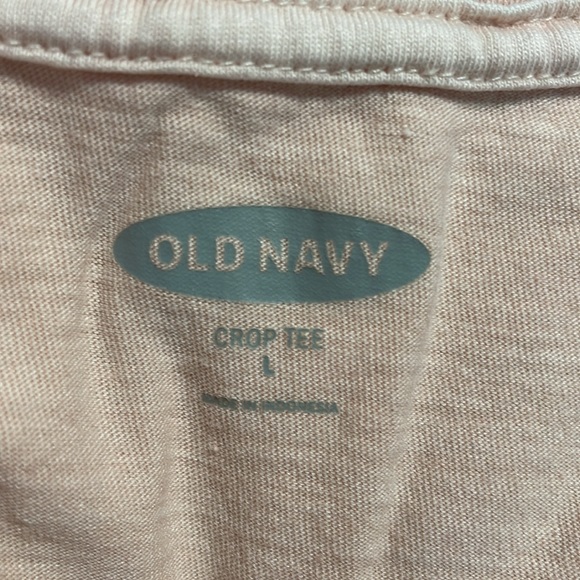 OLD NAVY
CROP TEE
L
MADE IN INDONESIA